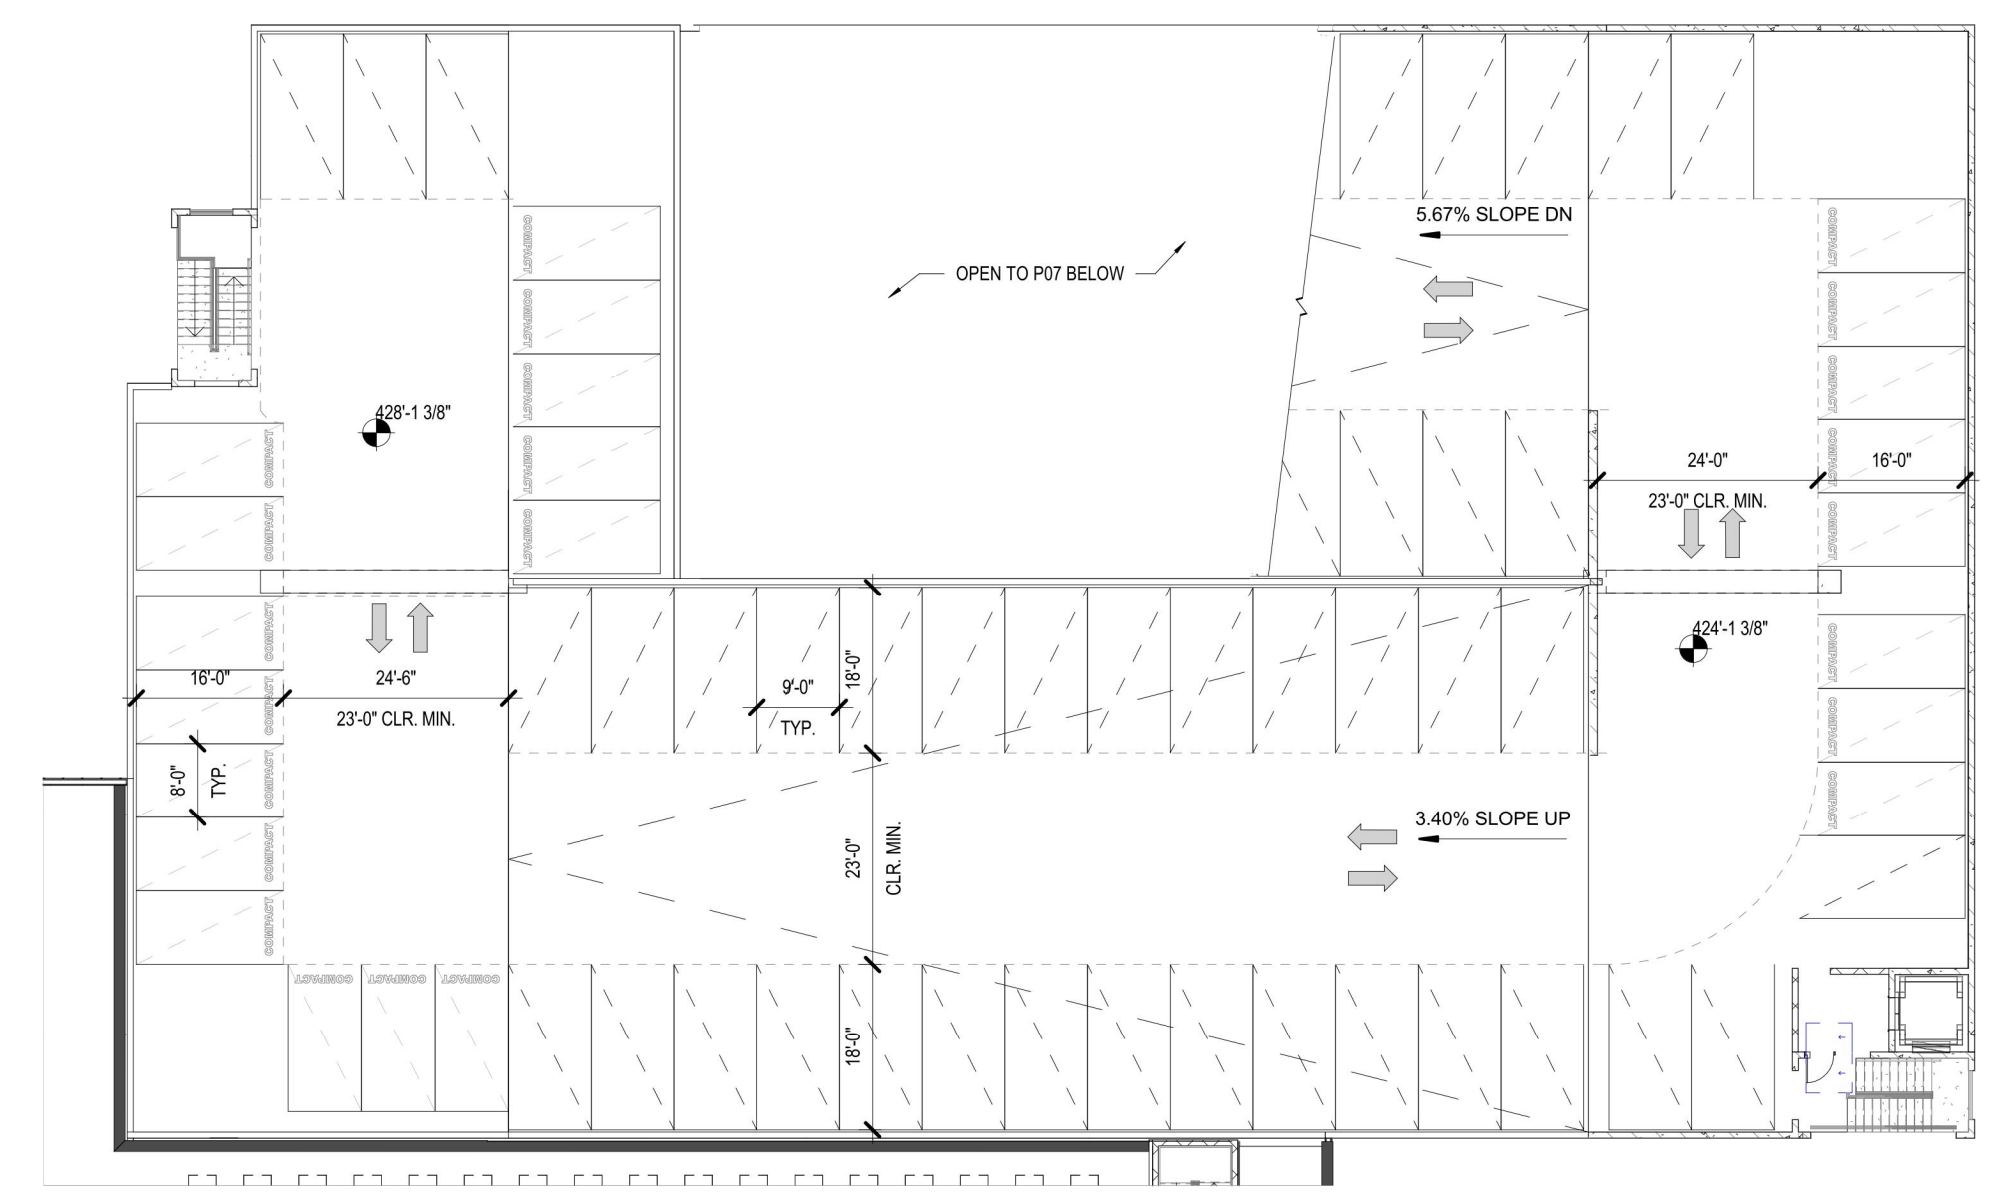 5.67% SLOPE DN
COMPACT
COMPACT
OPEN TO P07 BELOW
COMPACT
COMPACT
COMPACT
COMPACT
428'-1 3/8"
COMPACT
COMPACT
COMPACT
24'-0"
16'-0"
23'-0" CLR. MIN.
COMPACT
COMPACT
COMPACT
COMPACT
424'-1 3/8"
COMPACT
16'-0"
24'-6"
9'-0"
18'-0"
COMPACT
COMPACT
23'-0" CLR. MIN.
TYP.
8'-0"
TYP.
COMPACT
COMPACT
3.40% SLOPE UP
23'-0"
CLR. MIN.
COMPACT
COMPACT
COMPACT
COMPACT
COMPACT
18'-0"